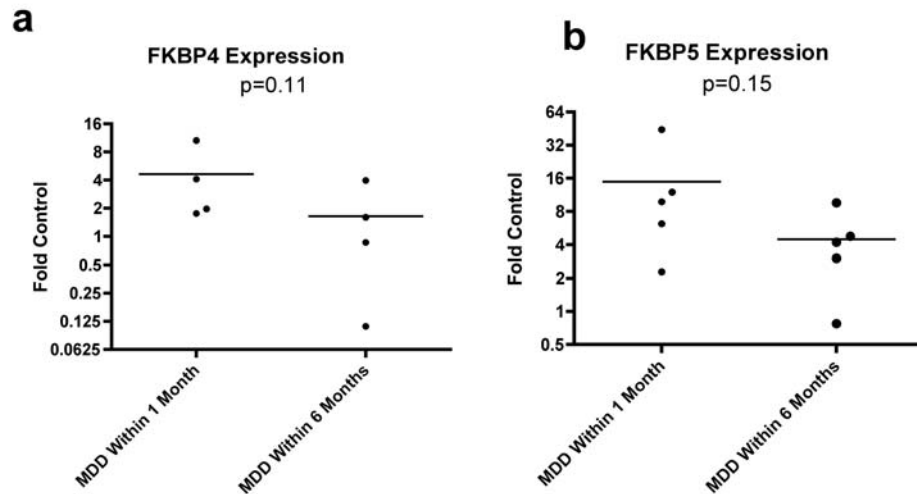 a
FKBP4 Expression
p=0.11
Fold Control
16
8
4
2
1
0.5
0.25
0.125
0.0625
MDD Within 1 Month
MDD Within 6 Months
b
FKBP5 Expression
p=0.15
Fold Control
64
32
16
8
4
2
1
0.5
MDD Within 1 Month
MDD Within 6 Months